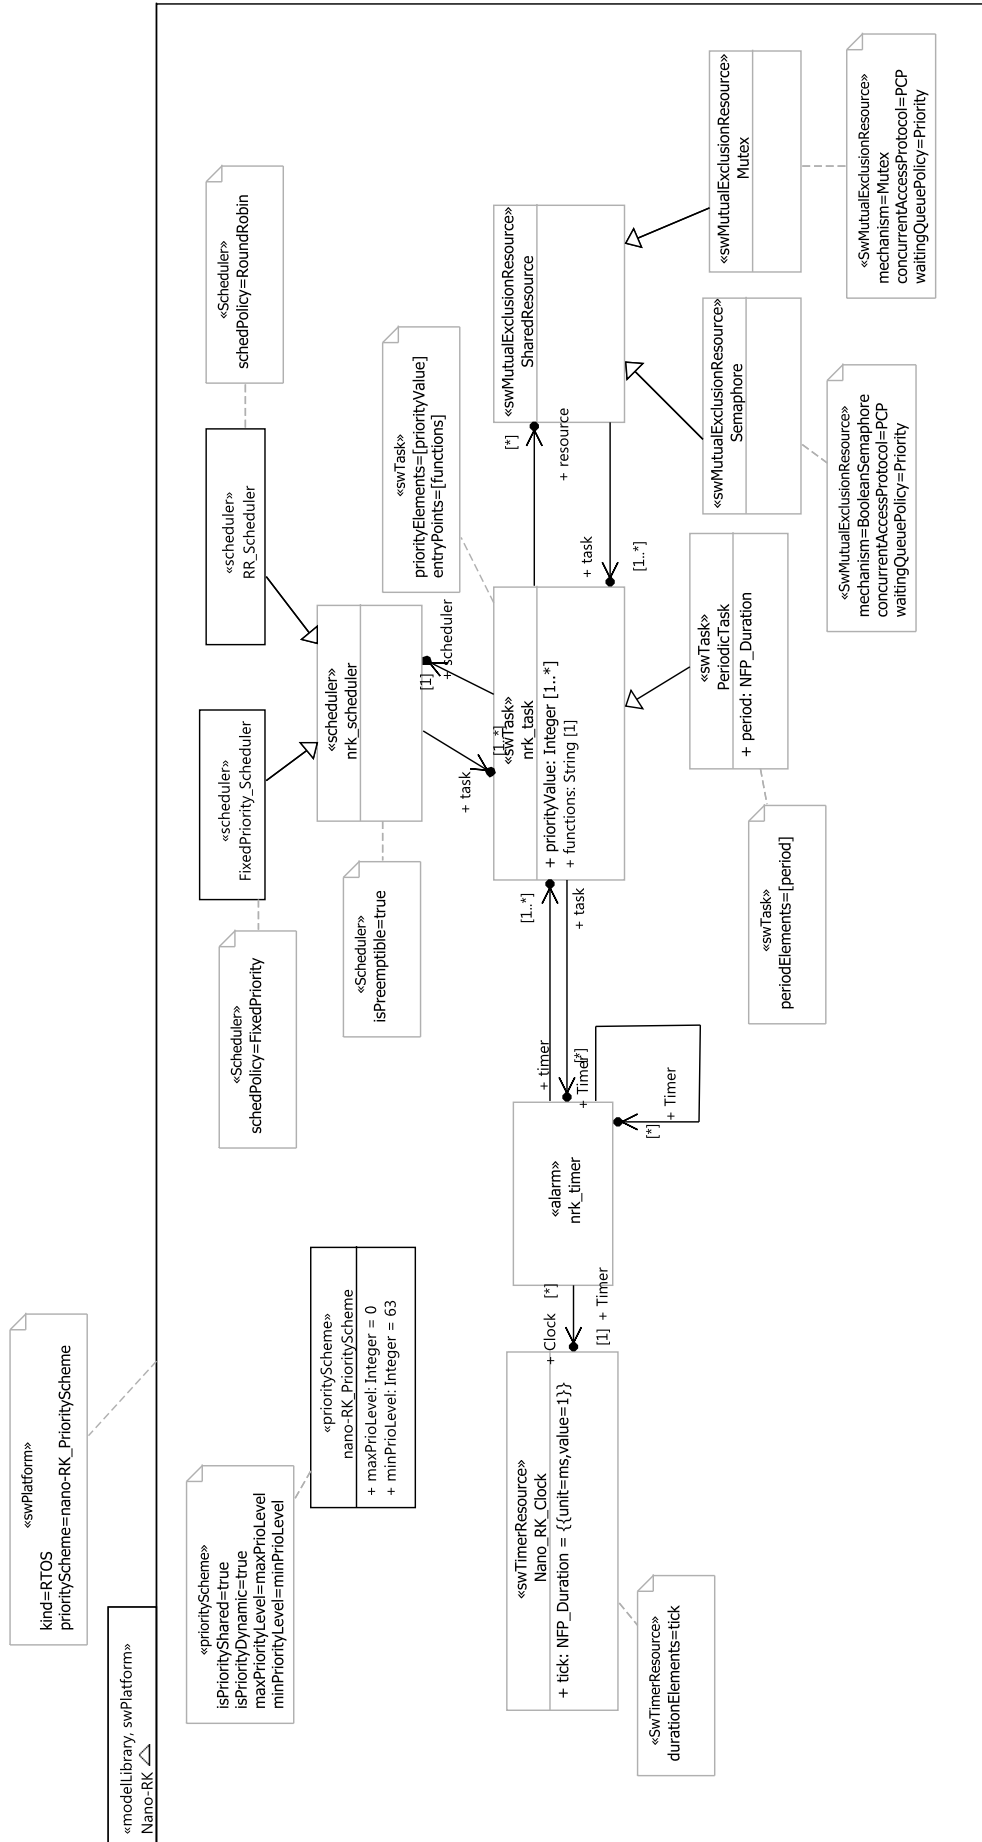 «modelLibrary, swPlatform»
Nano-RK
«swPlatform»
kind=RTOS
priorityScheme=nano-RK_PriorityScheme
«priorityScheme»
isPriorityShared=true
isPriorityDynamic=true
maxPriorityLevel=maxPrioLevel
minPriorityLevel=minPrioLevel
«priorityScheme»
nano-RK_PriorityScheme
+ maxPrioLevel: Integer = 0
+ minPrioLevel: Integer = 63
«Scheduler»
schedPolicy=FixedPriority
«scheduler»
FixedPriority_Scheduler
«scheduler»
RR_Scheduler
«Scheduler»
schedPolicy=RoundRobin
«Scheduler»
isPreemptible=true
«scheduler»
nrk_scheduler
[1]
+ scheduler
+ task
[1..*]
«swTask»
priorityElements=[priorityValue]
entryPoints=[functions]
«swTimerResource»
Nano_RK_Clock
+ tick: NFP_Duration = {{unit=ms,value=1}}
«SwTimerResource»
durationElements=tick
+ Clock
[1]
[*]
+ Timer
«alarm»
nrk_timer
+ timer
[1..*]
+ Timer
[*]
+ task
[*]
+ Timer
«swTask»
nrk_task
+ priorityValue: Integer [1..*]
+ functions: String [1]
[*]
+ resource
+ task
[1..*]
«swMutualExclusionResource»
SharedResource
«swTask»
PeriodicTask
+ period: NFP_Duration
«swTask»
periodElements=[period]
«swMutualExclusionResource»
Semaphore
«SwMutualExclusionResource»
mechanism=BooleanSemaphore
concurrentAccessProtocol=PCP
waitingQueuePolicy=Priority
«swMutualExclusionResource»
Mutex
«SwMutualExclusionResource»
mechanism=Mutex
concurrentAccessProtocol=PCP
waitingQueuePolicy=Priority